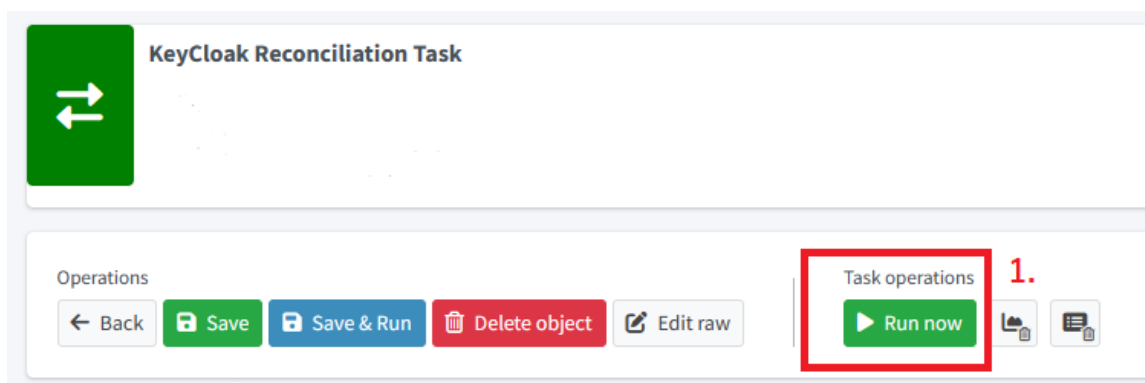 KeyCloak Reconciliation Task
Operations
Task operations
1.
Back
Save
Save & Run
Delete object
Edit raw
Run now